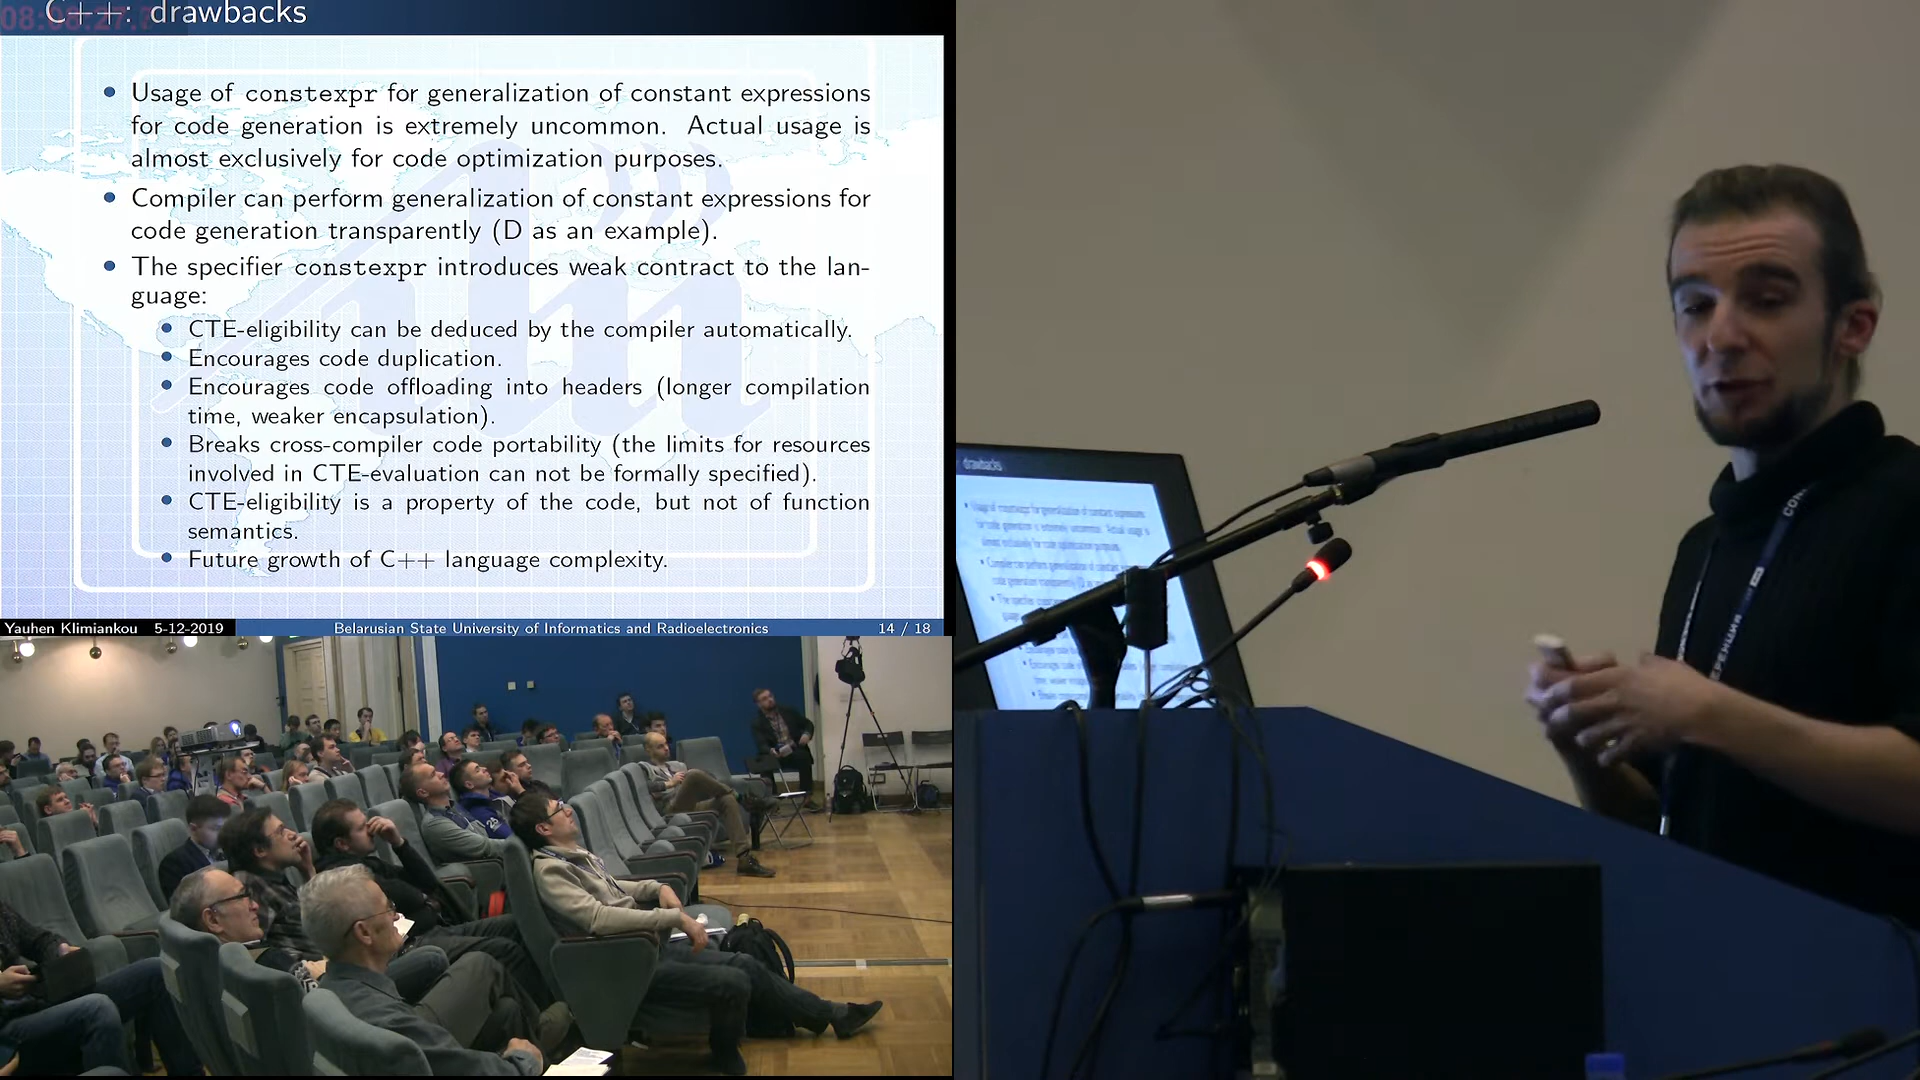 C++: drawbacks
• Usage of constexpr for generalization of constant expressions
for code generation is extremely uncommon. Actual usage is
almost exclusively for code optimization purposes.
• Compiler can perform generalization of constant expressions for
code generation transparently (D as an example).
• The specifier constexpr introduces weak contract to the lan-
guage:
• CTE-eligibility can be deduced by the compiler automatically.
• Encourages code duplication.
• Encourages code offloading into headers (longer compilation
time, weaker encapsulation).
• Breaks cross-compiler code portability (the limits for resources
involved in CTE-evaluation can not be formally specified).
• CTE-eligibility is a property of the code, but not of function
semantics.
• Future growth of C++ language complexity.
Yauhen Klimiankou 5-12-2019 Belarusian State University of Informatics and Radioelectronics 14 / 18
drawbacks